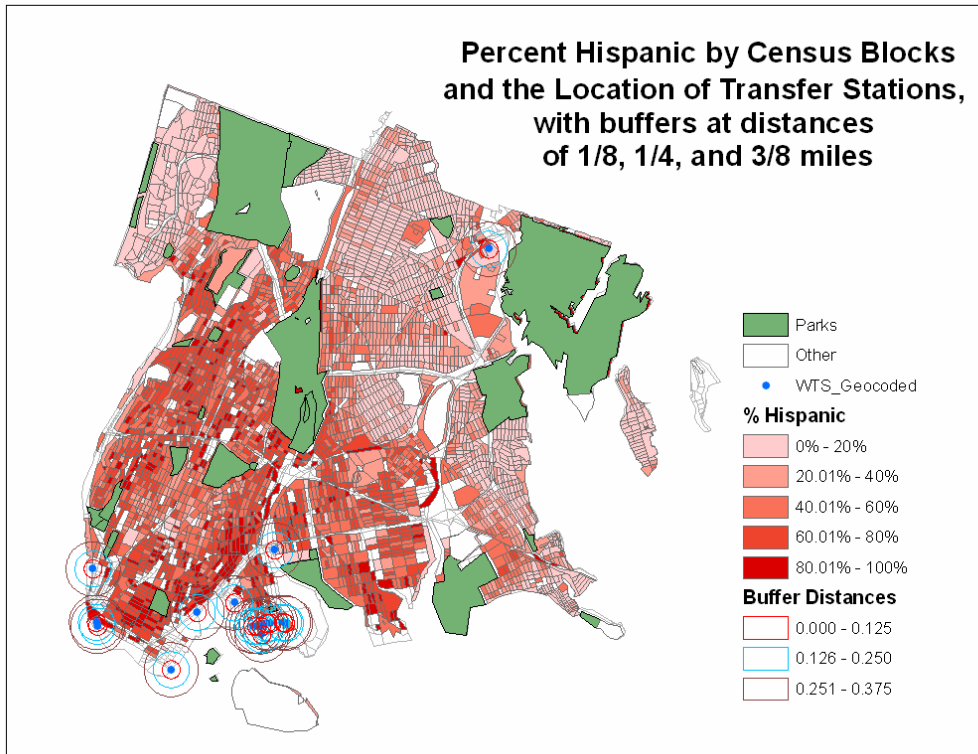 Percent Hispanic by Census Blocks
and the Location of Transfer Stations,
with buffers at distances
of 1/8, 1/4, and 3/8 miles
Parks
Other
WTS_Geocoded
% Hispanic
0% - 20%
20.01% - 40%
40.01% - 60%
60.01% - 80%
80.01% - 100%
Buffer Distances
0.000 - 0.125
0.126 - 0.250
0.251 - 0.375